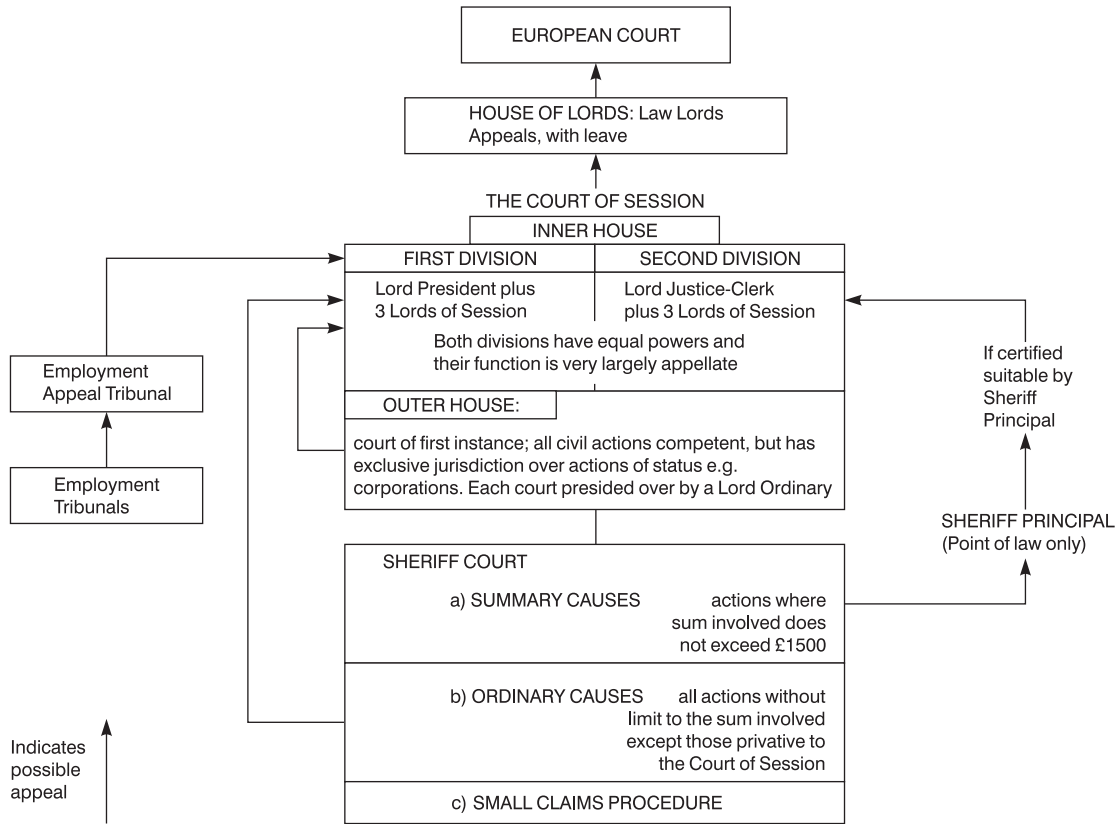 EUROPEAN COURT
HOUSE OF LORDS: Law Lords
Appeals, with leave
THE COURT OF SESSION
INNER HOUSE
FIRST DIVISION
SECOND DIVISION
Lord President plus
3 Lords of Session
Lord Justice-Clerk
plus 3 Lords of Session
Both divisions have equal powers and
their function is very largely appellate
OUTER HOUSE:
court of first instance; all civil actions competent, but has
exclusive jurisdiction over actions of status e.g.
corporations. Each court presided over by a Lord Ordinary
Employment
Appeal Tribunal
Employment
Tribunals
If certified
suitable by
Sheriff
Principal
SHERIFF PRINCIPAL
(Point of law only)
SHERIFF COURT
a) SUMMARY CAUSES actions where
sum involved does
not exceed £1500
b) ORDINARY CAUSES all actions without
limit to the sum involved
except those privative to
the Court of Session
c) SMALL CLAIMS PROCEDURE
Indicates
possible
appeal